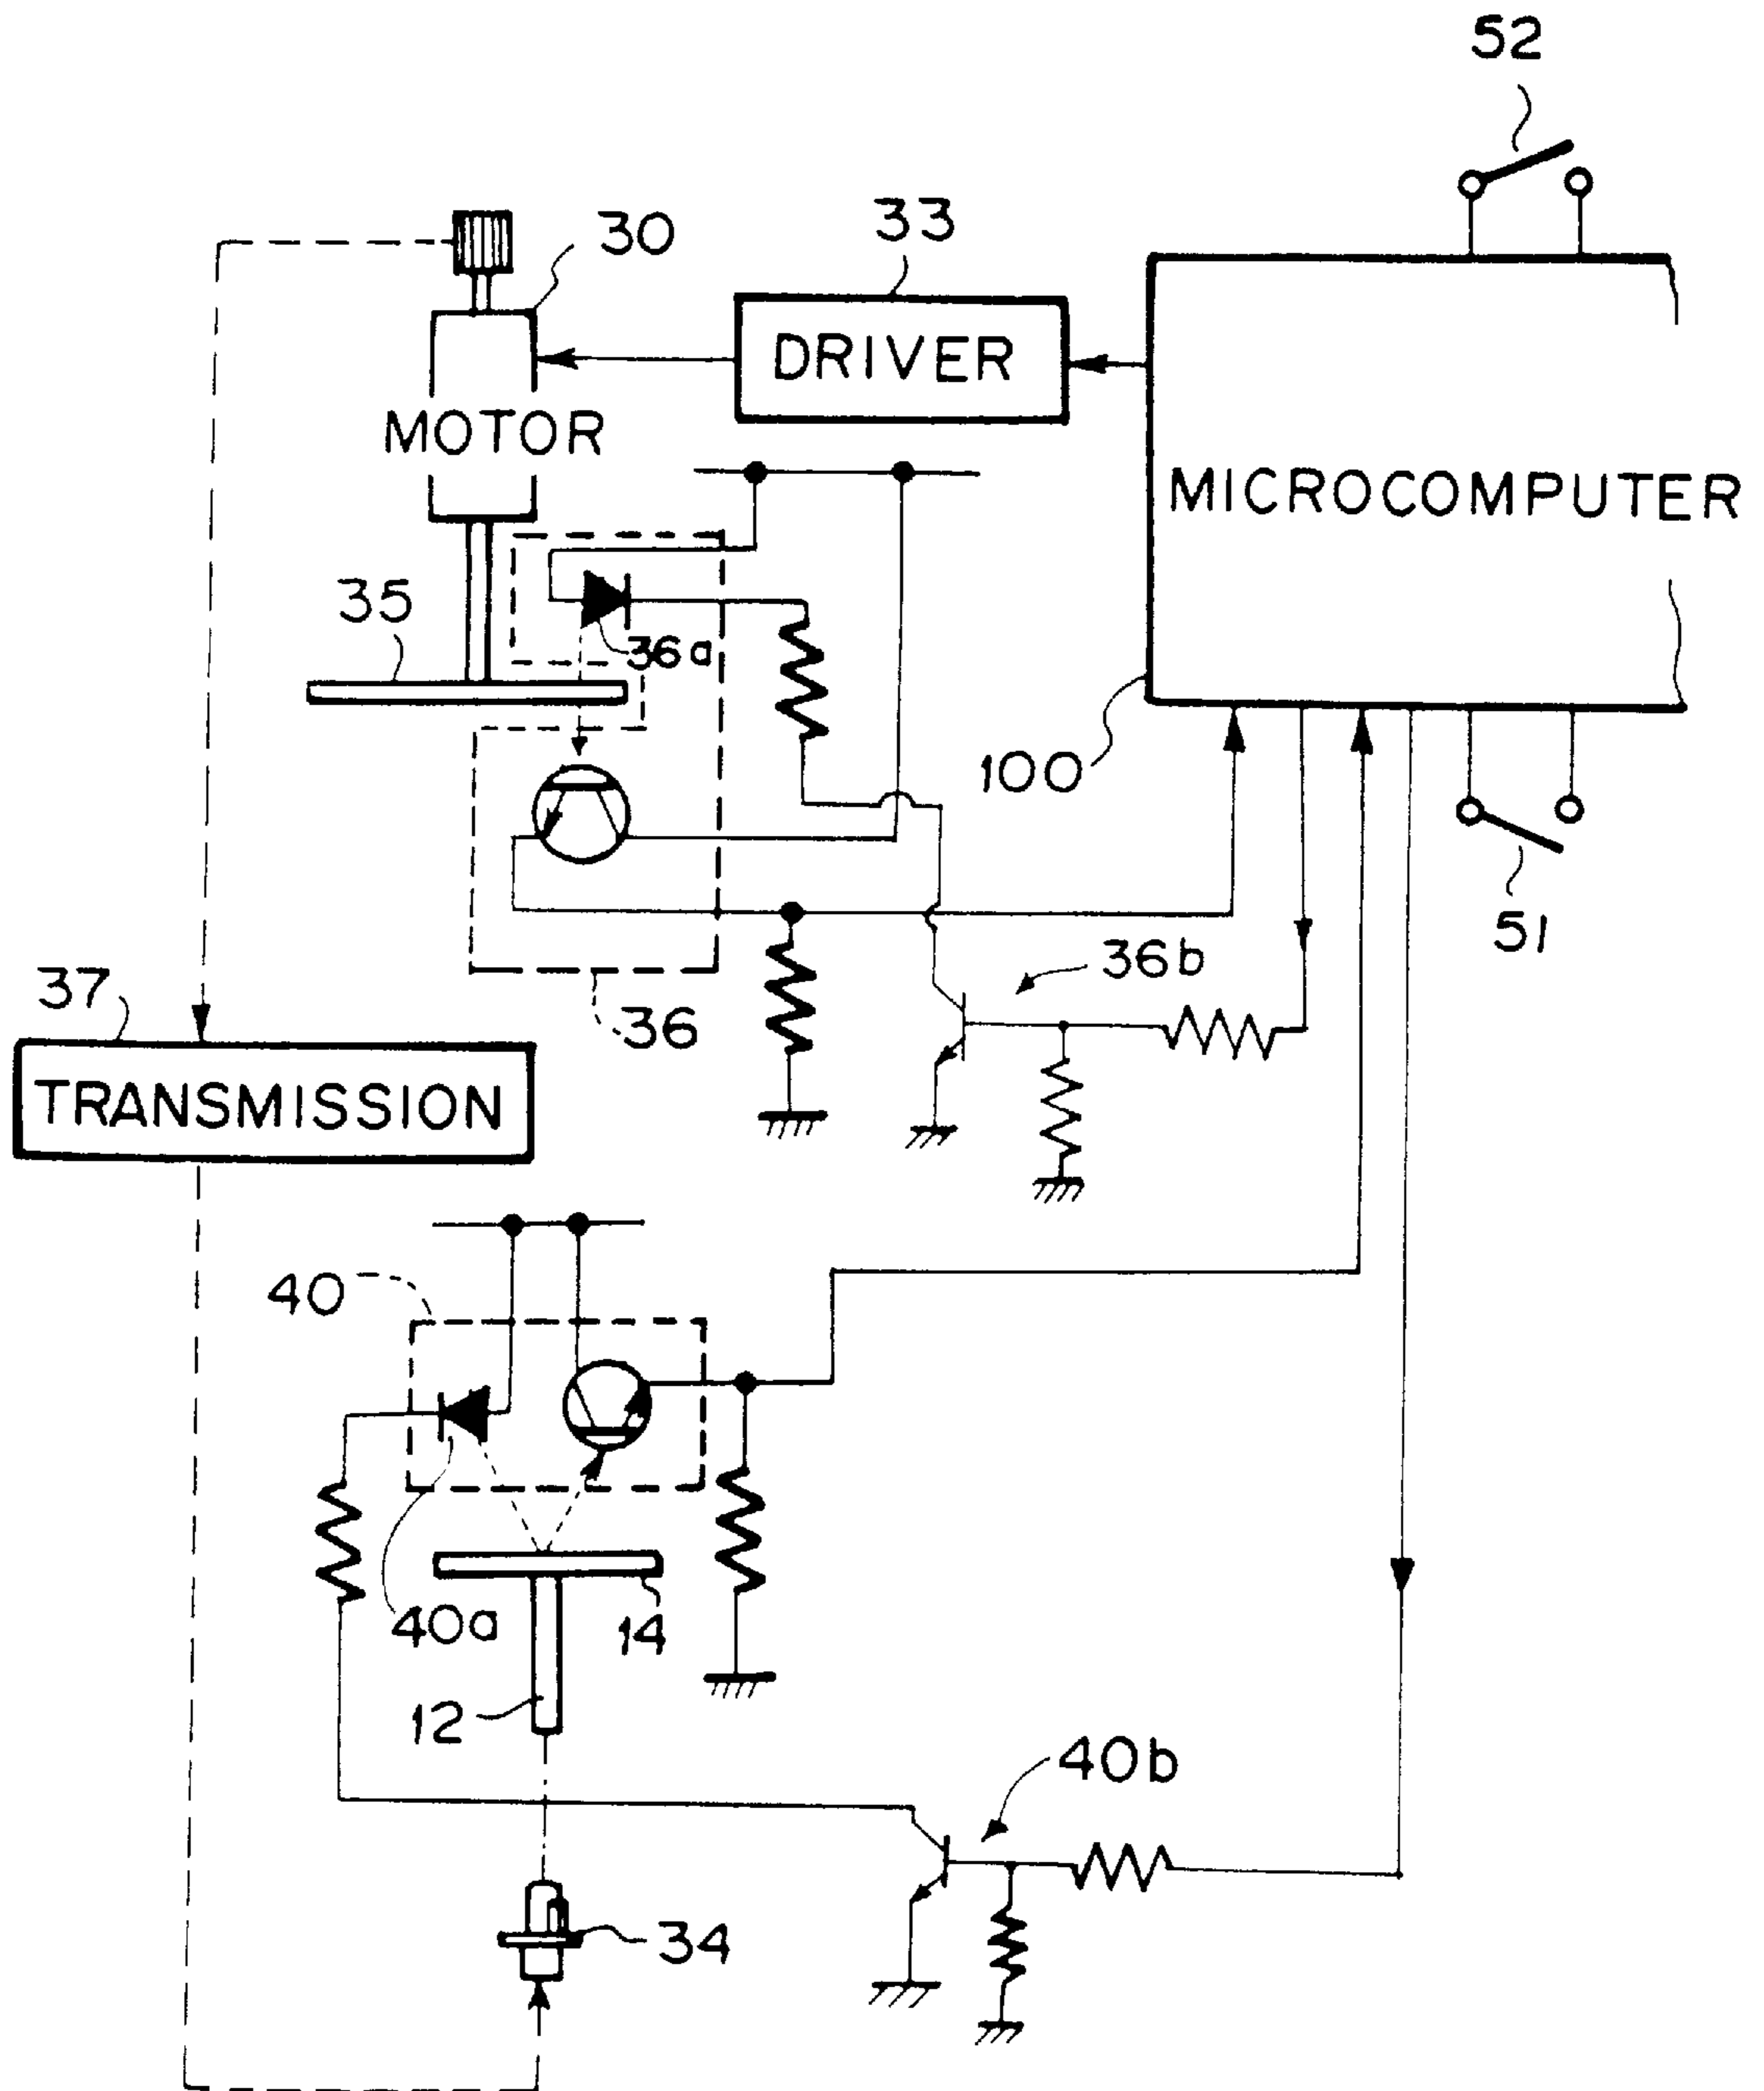 52
30
33
DRIVER
MOTOR
MICROCOMPUTER
35
36a
100
51
36b
37
36
TRANSMISSION
40
40a
14
12
40b
34